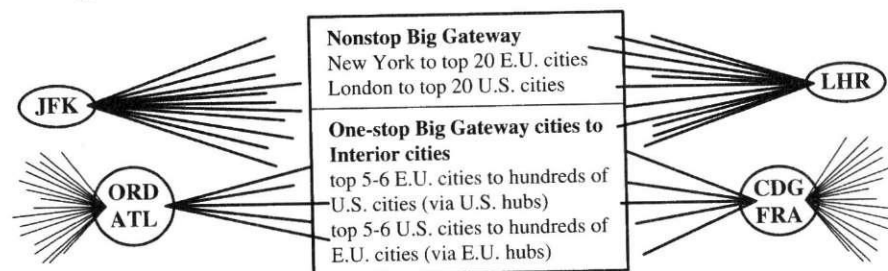 Nonstop Big Gateway
New York to top 20 E.U. cities
London to top 20 U.S. cities
JFK
LHR
One-stop Big Gateway cities to
Interior cities
top 5-6 E.U. cities to hundreds of
U.S. cities (via U.S. hubs)
top 5-6 U.S. cities to hundreds of
E.U. cities (via E.U. hubs)
ORD
ATL
CDG
FRA